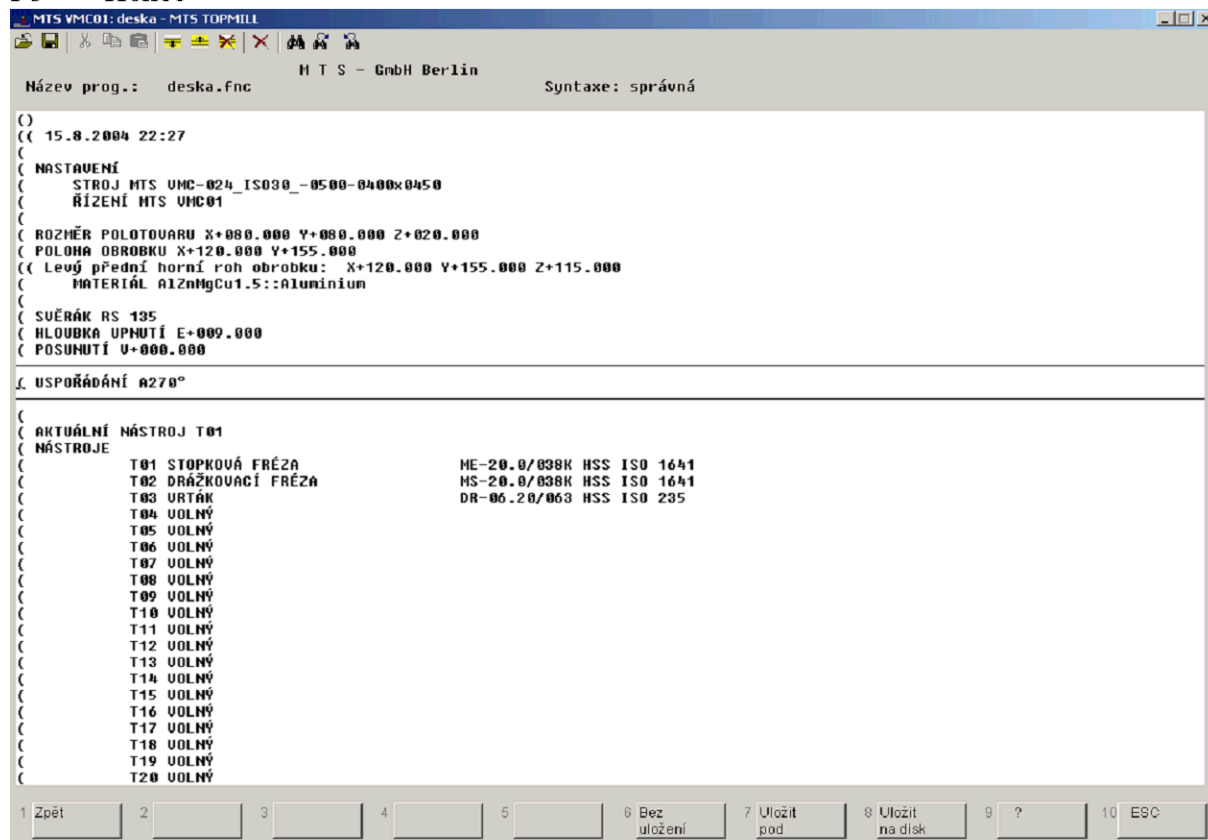 MTS VMC01: deska - MTS TOPMILL
M T S - GmbH Berlin
Název prog.: deska.fnc Syntaxe: správná
()
(( 15.8.2004 22:27
(
( NASTAVENÍ
( STROJ MTS VMC-024_ISO30_-0500-0400x0450
( ŘÍZENÍ MTS VMC01
(
( ROZMĚR POLOTOVARU X+080.000 Y+080.000 Z+020.000
( POLOHA OBROBKU X+120.000 Y+155.000
(( Levý přední horní roh obrobku: X+120.000 Y+155.000 Z+115.000
( MATERIÁL AlZnMgCu1.5::Aluminium
(
( SVĚRÁK RS 135
( HLOUBKA UPNUTÍ E+009.000
( POSUNUTÍ V+000.000
( USPOŘÁDÁNÍ A270°
(
( AKTUÁLNÍ NÁSTROJ T01
( NÁSTROJE
( T01 STOPKOVÁ FRÉZA ME-20.0/038K HSS ISO 1641
( T02 DRÁŽKOVACÍ FRÉZA MS-20.0/038K HSS ISO 1641
( T03 VRTÁK DR-06.20/063 HSS ISO 235
( T04 VOLNÝ
( T05 VOLNÝ
( T06 VOLNÝ
( T07 VOLNÝ
( T08 VOLNÝ
( T09 VOLNÝ
( T10 VOLNÝ
( T11 VOLNÝ
( T12 VOLNÝ
( T13 VOLNÝ
( T14 VOLNÝ
( T15 VOLNÝ
( T16 VOLNÝ
( T17 VOLNÝ
( T18 VOLNÝ
( T19 VOLNÝ
( T20 VOLNÝ
1 Zpět 2 3 4 5 6 Bez uložení 7 Uložit pod 8 Uložit na disk 9 ? 10 ESC